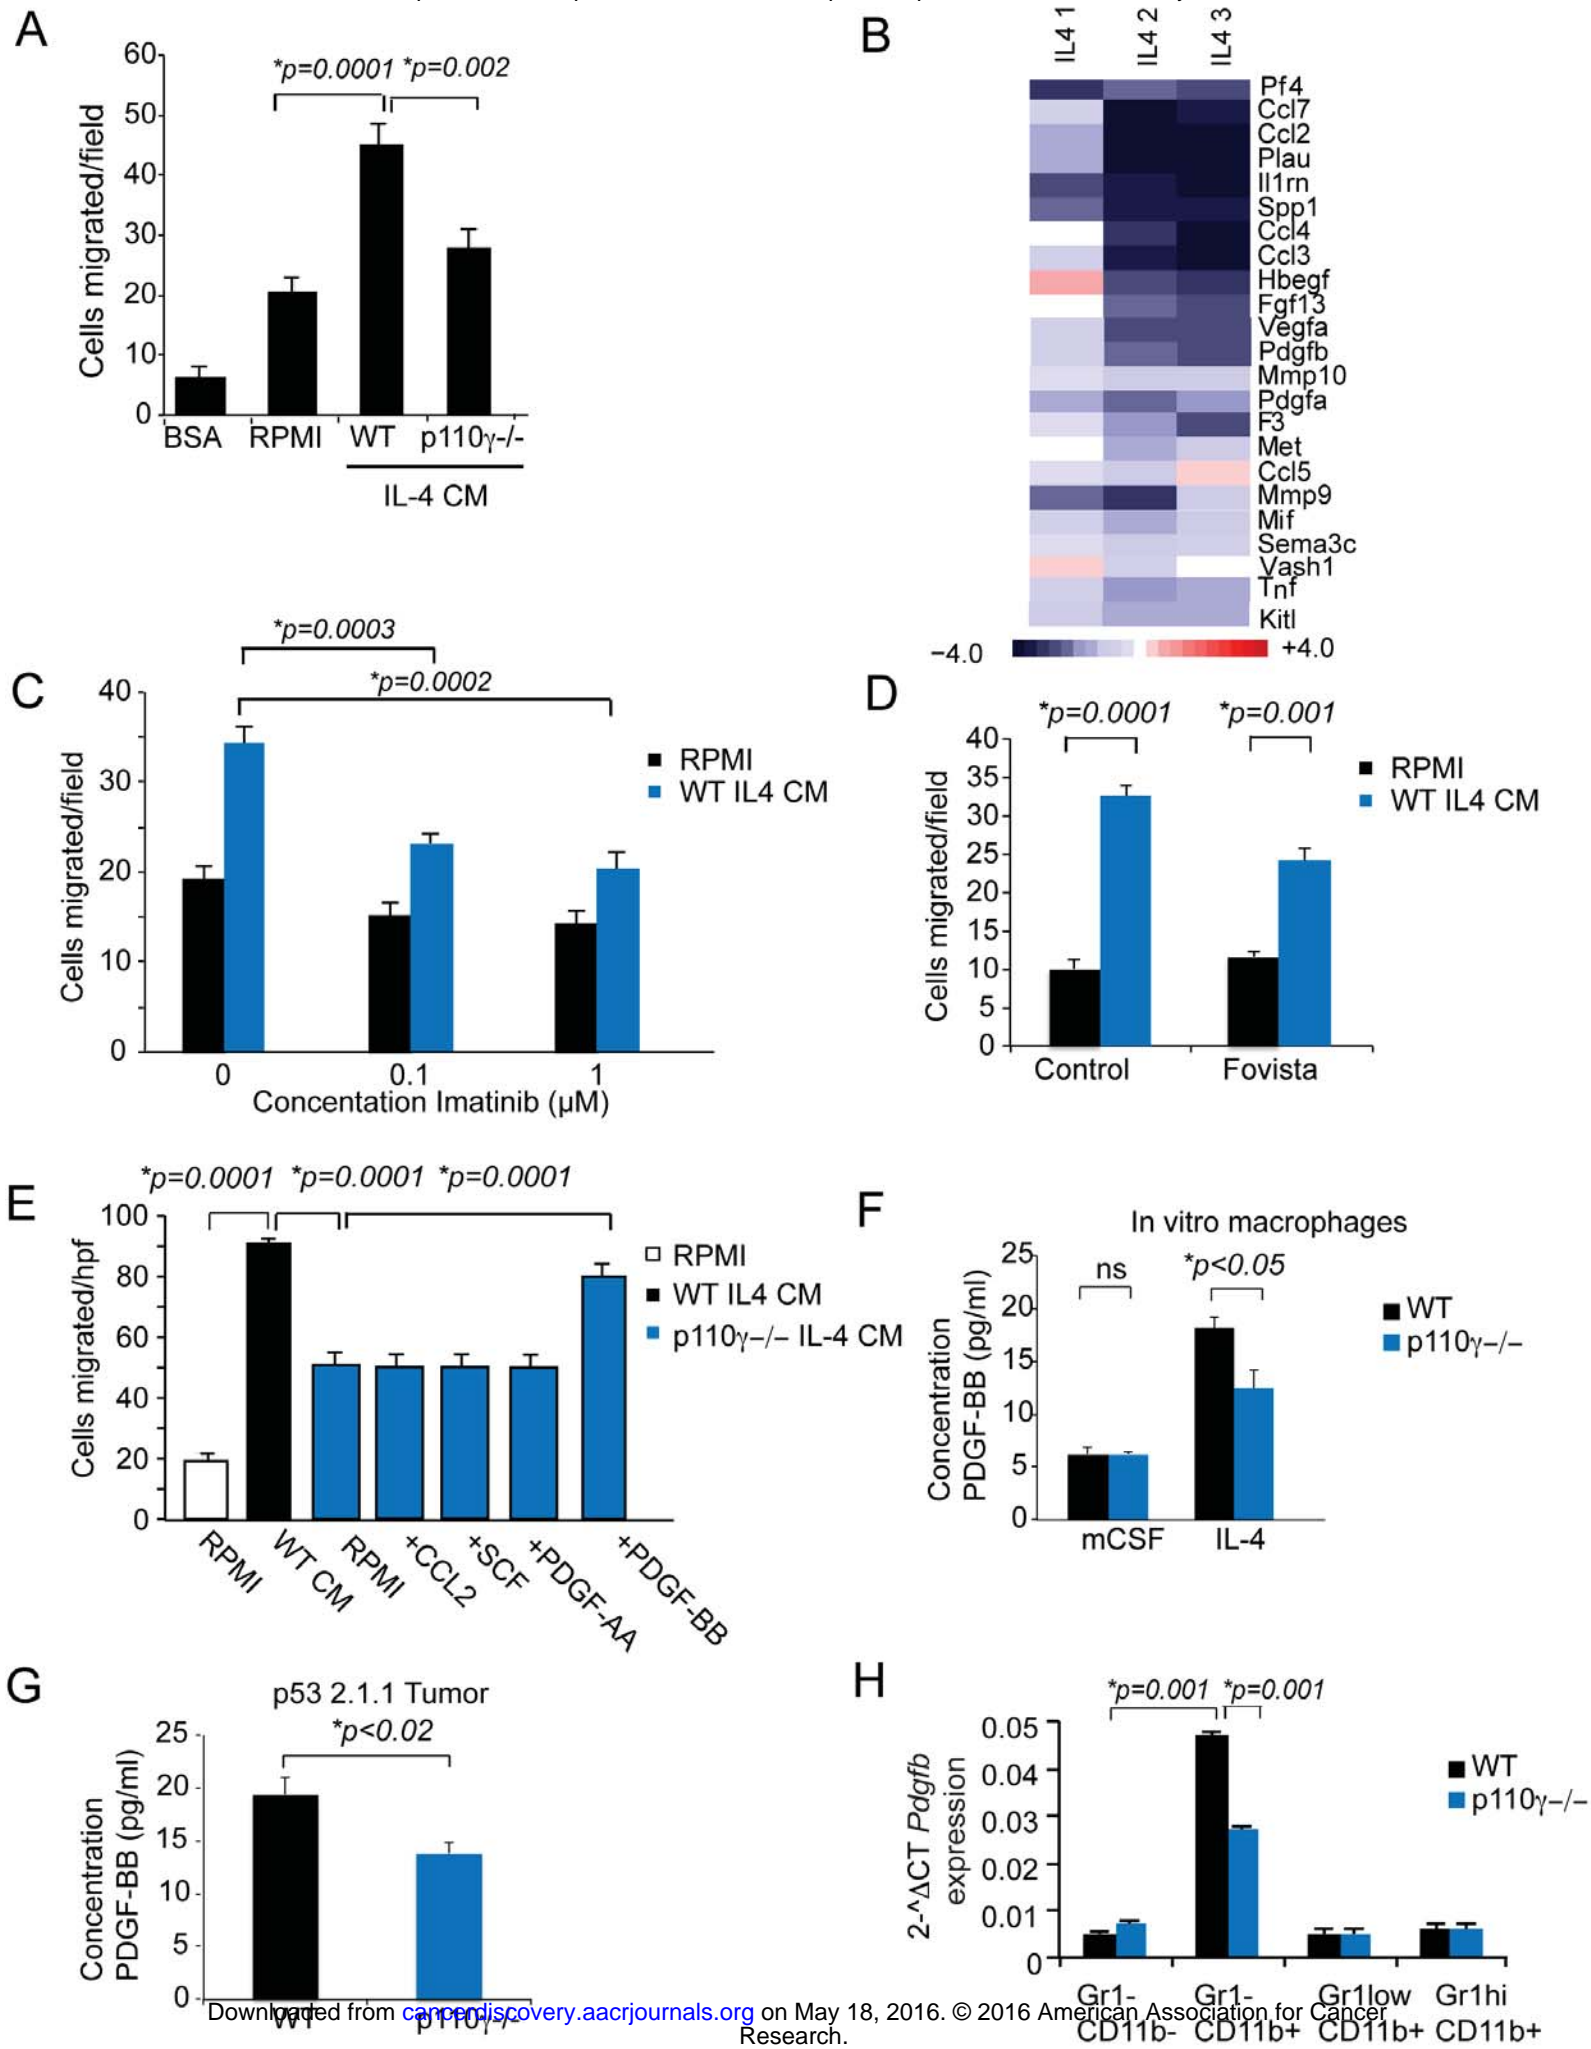 A
60
50
40
30
20
10
0
Cells migrated/field
*p=0.0001 *p=0.002
BSA RPMI WT p110γ-/-
IL-4 CM
B
IL4 1
IL4 2
IL4 3
Pf4
Ccl7
Ccl2
Plau
Il1rn
Spp1
Ccl4
Ccl3
Hbegf
Fgf13
Vegfa
Pdgfb
Mmp10
Pdgfa
F3
Met
Ccl5
Mmp9
Mif
Sema3c
Vash1
Tnf
Kitl
−4.0 +4.0
C
*p=0.0003
*p=0.0002
40
30
20
10
0
Cells migrated/field
RPMI
WT IL4 CM
0 0.1 1
Concentation Imatinib (µM)
D
*p=0.0001 *p=0.001
40
35
30
25
20
15
10
5
0
Cells migrated/field
RPMI
WT IL4 CM
Control Fovista
E
*p=0.0001 *p=0.0001 *p=0.0001
100
80
60
40
20
0
Cells migrated/hpf
RPMI
WT IL4 CM
p110γ−/− IL-4 CM
RPMI
WT CM
RPMI
+CCL2
+SCF
+PDGF-AA
+PDGF-BB
F
In vitro macrophages
ns *p<0.05
25
20
15
10
5
0
Concentration
PDGF-BB (pg/ml)
WT
p110γ−/−
mCSF IL-4
G
p53 2.1.1 Tumor
*p<0.02
25
20
15
10
5
0
Concentration
PDGF-BB (pg/ml)
WT p110γ-/-
H
*p=0.001 *p=0.001
0.05
0.04
0.03
0.02
0.01
0
2-^ΔCT Pdgfb
expression
WT
p110γ−/−
Gr1- Gr1- Gr1low Gr1hi
CD11b- CD11b+ CD11b+ CD11b+
Downloaded from cancerdiscovery.aacrjournals.org on May 18, 2016. © 2016 American Association for Cancer
Research.